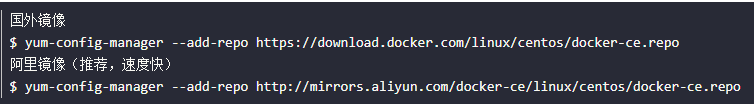 国外镜像
$ yum-config-manager --add-repo https://download.docker.com/linux/centos/docker-ce.repo
阿里镜像（推荐，速度快）
$ yum-config-manager --add-repo http://mirrors.aliyun.com/docker-ce/linux/centos/docker-ce.repo